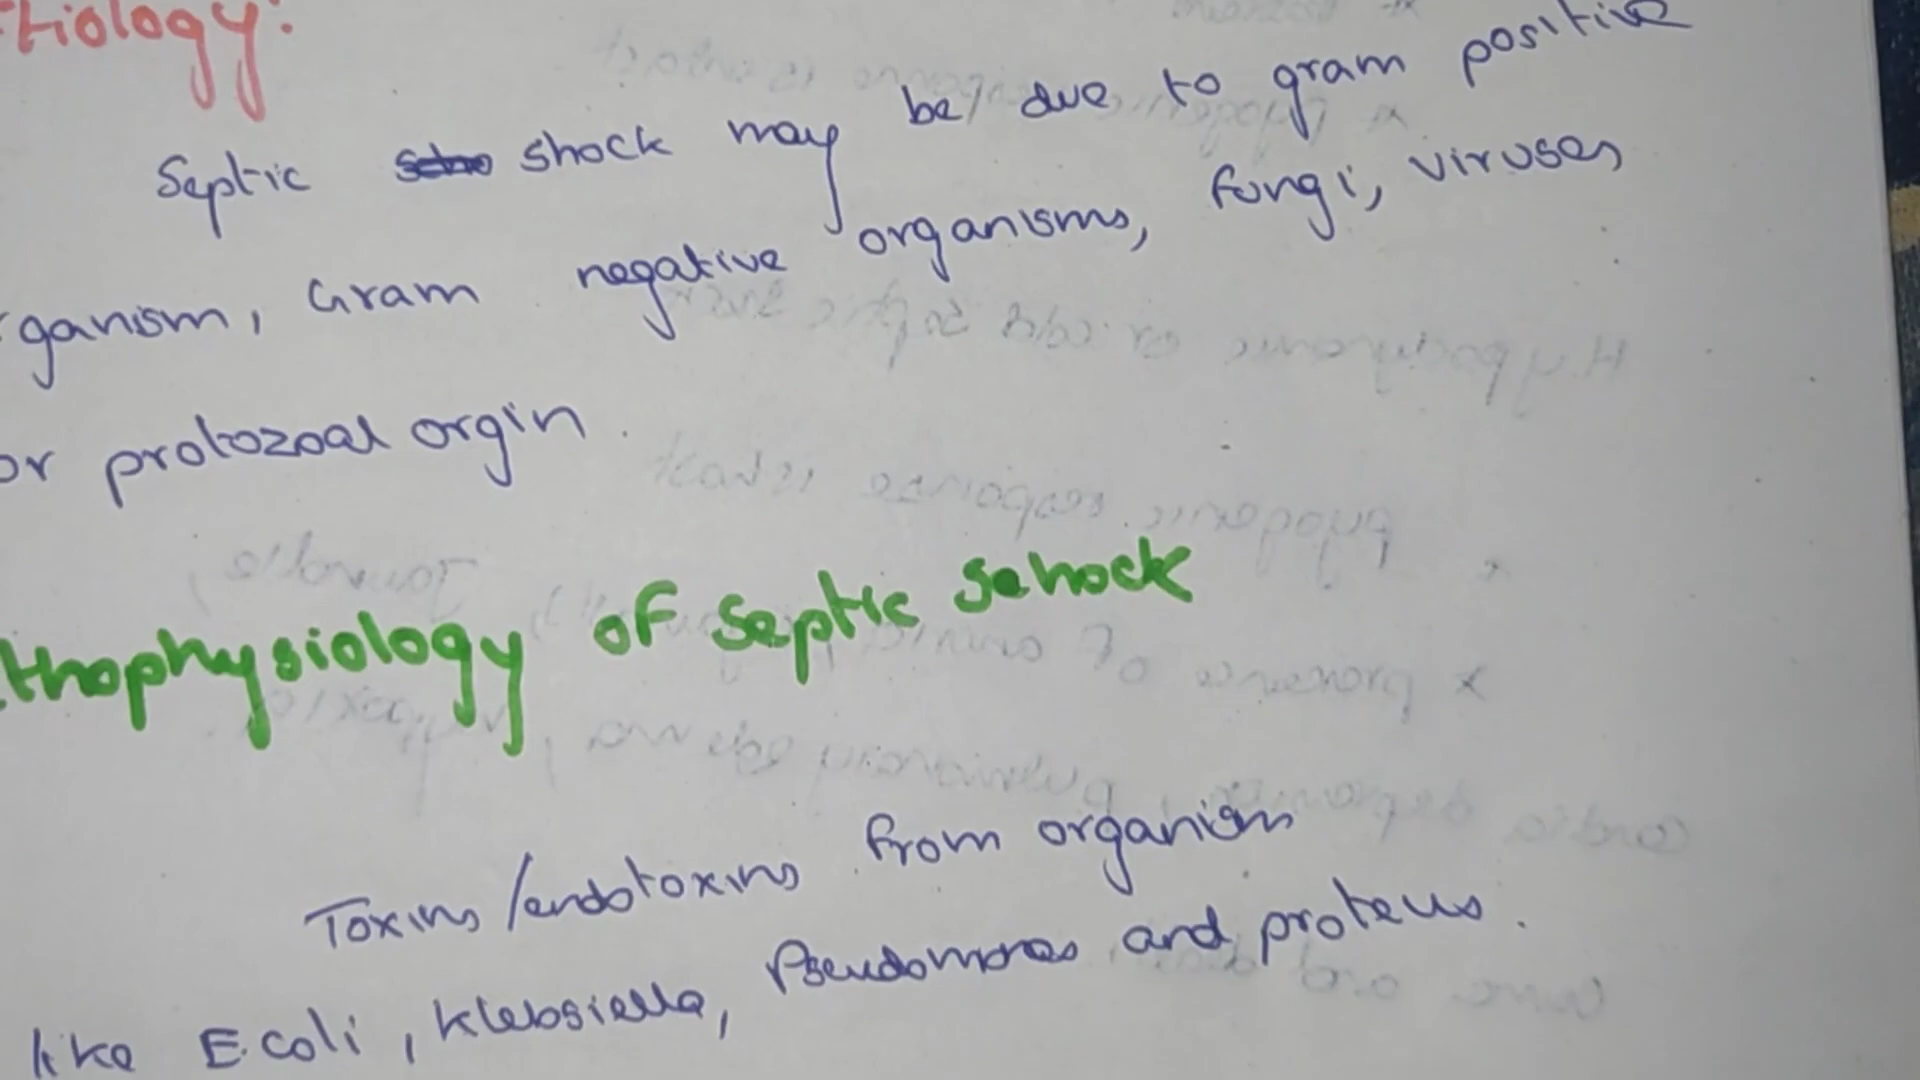 tiology:
Septic shock may be due to gram positive
rganism, Gram negative organisms, fungi, viruses
or protozoal orgin.
thophysiology of septic schock
Toxins/endotoxins from organism
like E.coli, klebsiella, Pseudomonas and proteus.